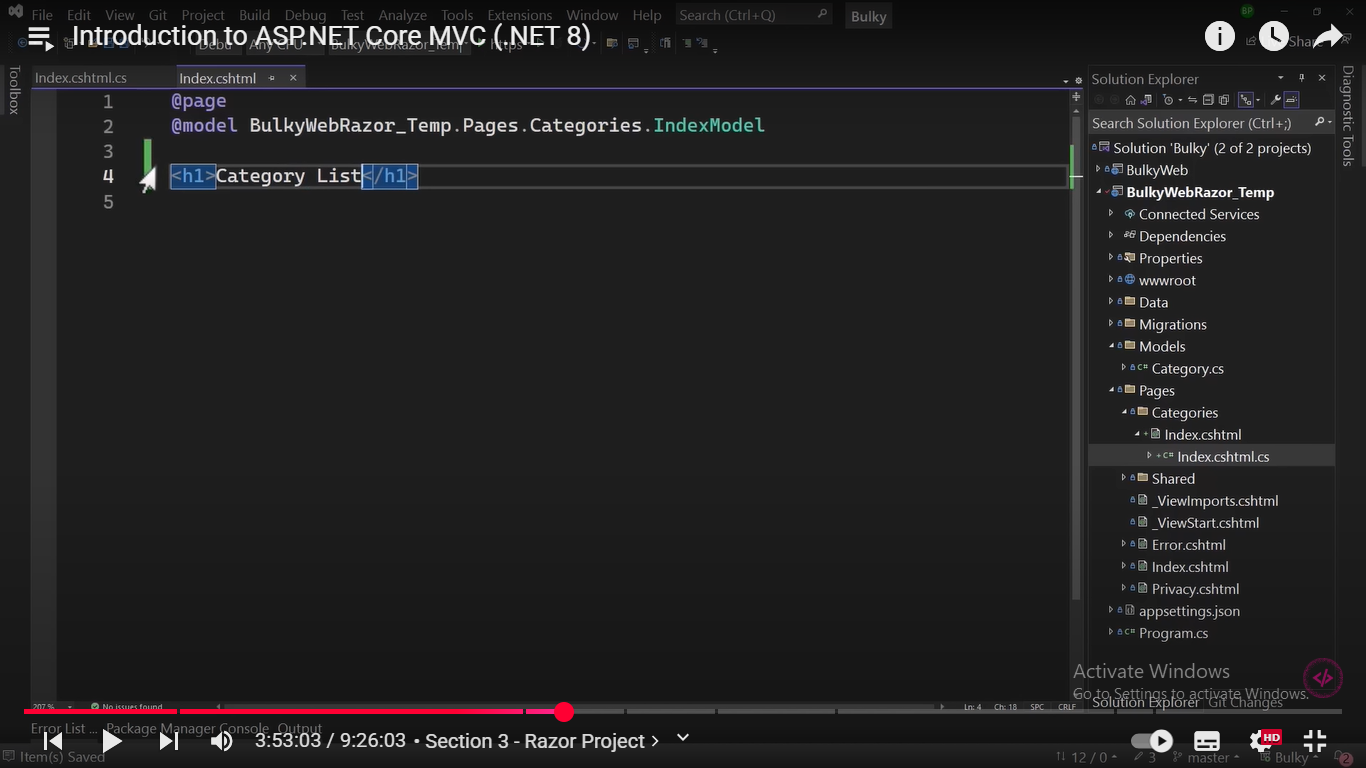 File Edit View Git Project Build Debug Test Analyze Tools Extensions Window Help Search (Ctrl+Q) Bulky
Introduction to ASP.NET Core MVC (.NET 8)
BP
Debug Any CPU BulkyWebRazor_Temp https Share
Toolbox
Index.cshtml.cs
Index.cshtml
1 @page
2 @model BulkyWebRazor_Temp.Pages.Categories.IndexModel
3
4 <h1>Category List</h1>
5
Solution Explorer
Search Solution Explorer (Ctrl+;)
Solution 'Bulky' (2 of 2 projects)
BulkyWeb
BulkyWebRazor_Temp
Connected Services
Dependencies
Properties
wwwroot
Data
Migrations
Models
C# Category.cs
Pages
Categories
Index.cshtml
C# Index.cshtml.cs
Shared
_ViewImports.cshtml
_ViewStart.cshtml
Error.cshtml
Index.cshtml
Privacy.cshtml
appsettings.json
C# Program.cs
Diagnostic Tools
Activate Windows
Go to Settings to activate Windows.
Solution Explorer Git Changes
207 % No issues found Ln: 4 Ch: 18 SPC CRLF
Error List ... Package Manager Console Output
3:53:03 / 9:26:03 • Section 3 - Razor Project
HD
Item(s) Saved
12 / 0 3 master Bulky 2